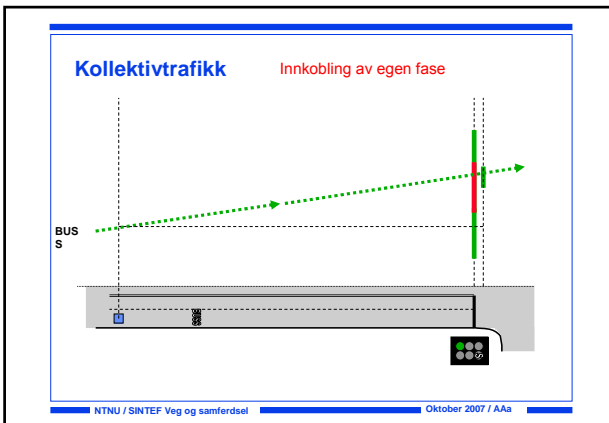 Kollektivtrafikk
Innkobling av egen fase
BUS
S
NTNU / SINTEF Veg og samferdsel
Oktober 2007 / AAa